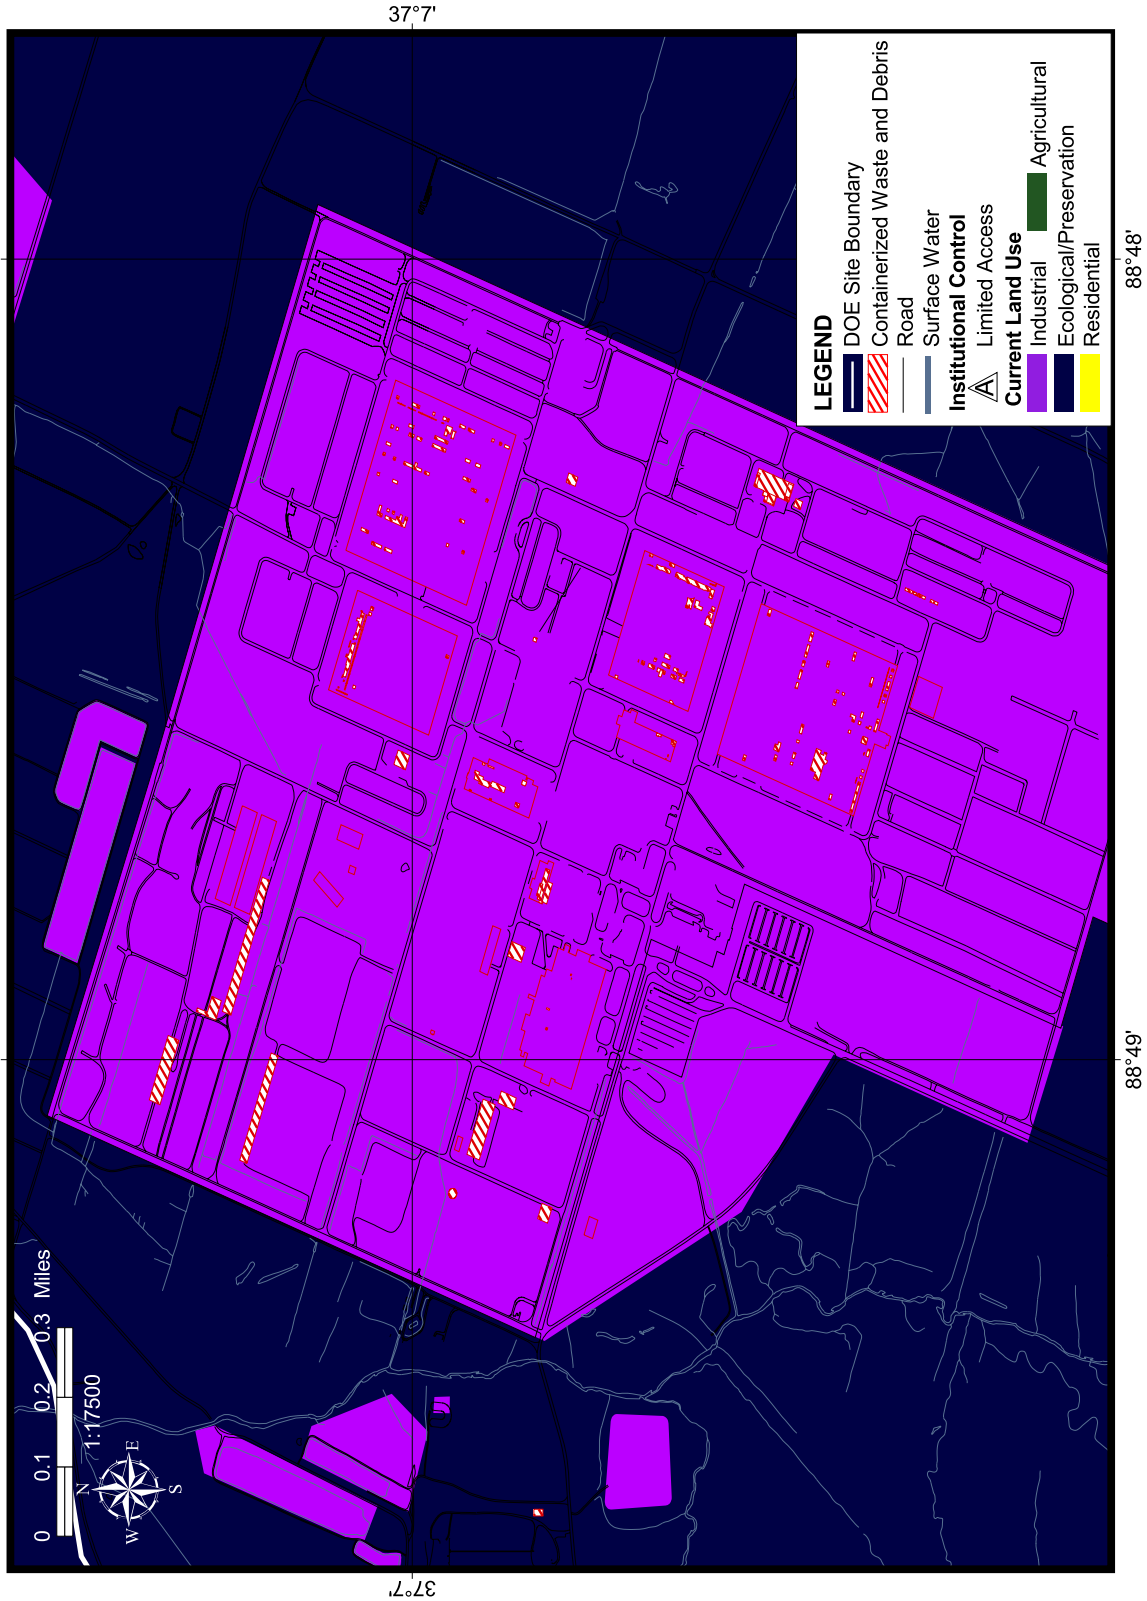 37°7'
LEGEND
DOE Site Boundary
Containerized Waste and Debris
Road
Surface Water
Institutional Control
A Limited Access
Current Land Use
Industrial Agricultural
Ecological/Preservation
Residential
88°48'
88°49'
0 0.1 0.2 0.3 Miles
1:17500
N
W E
S
37°7'